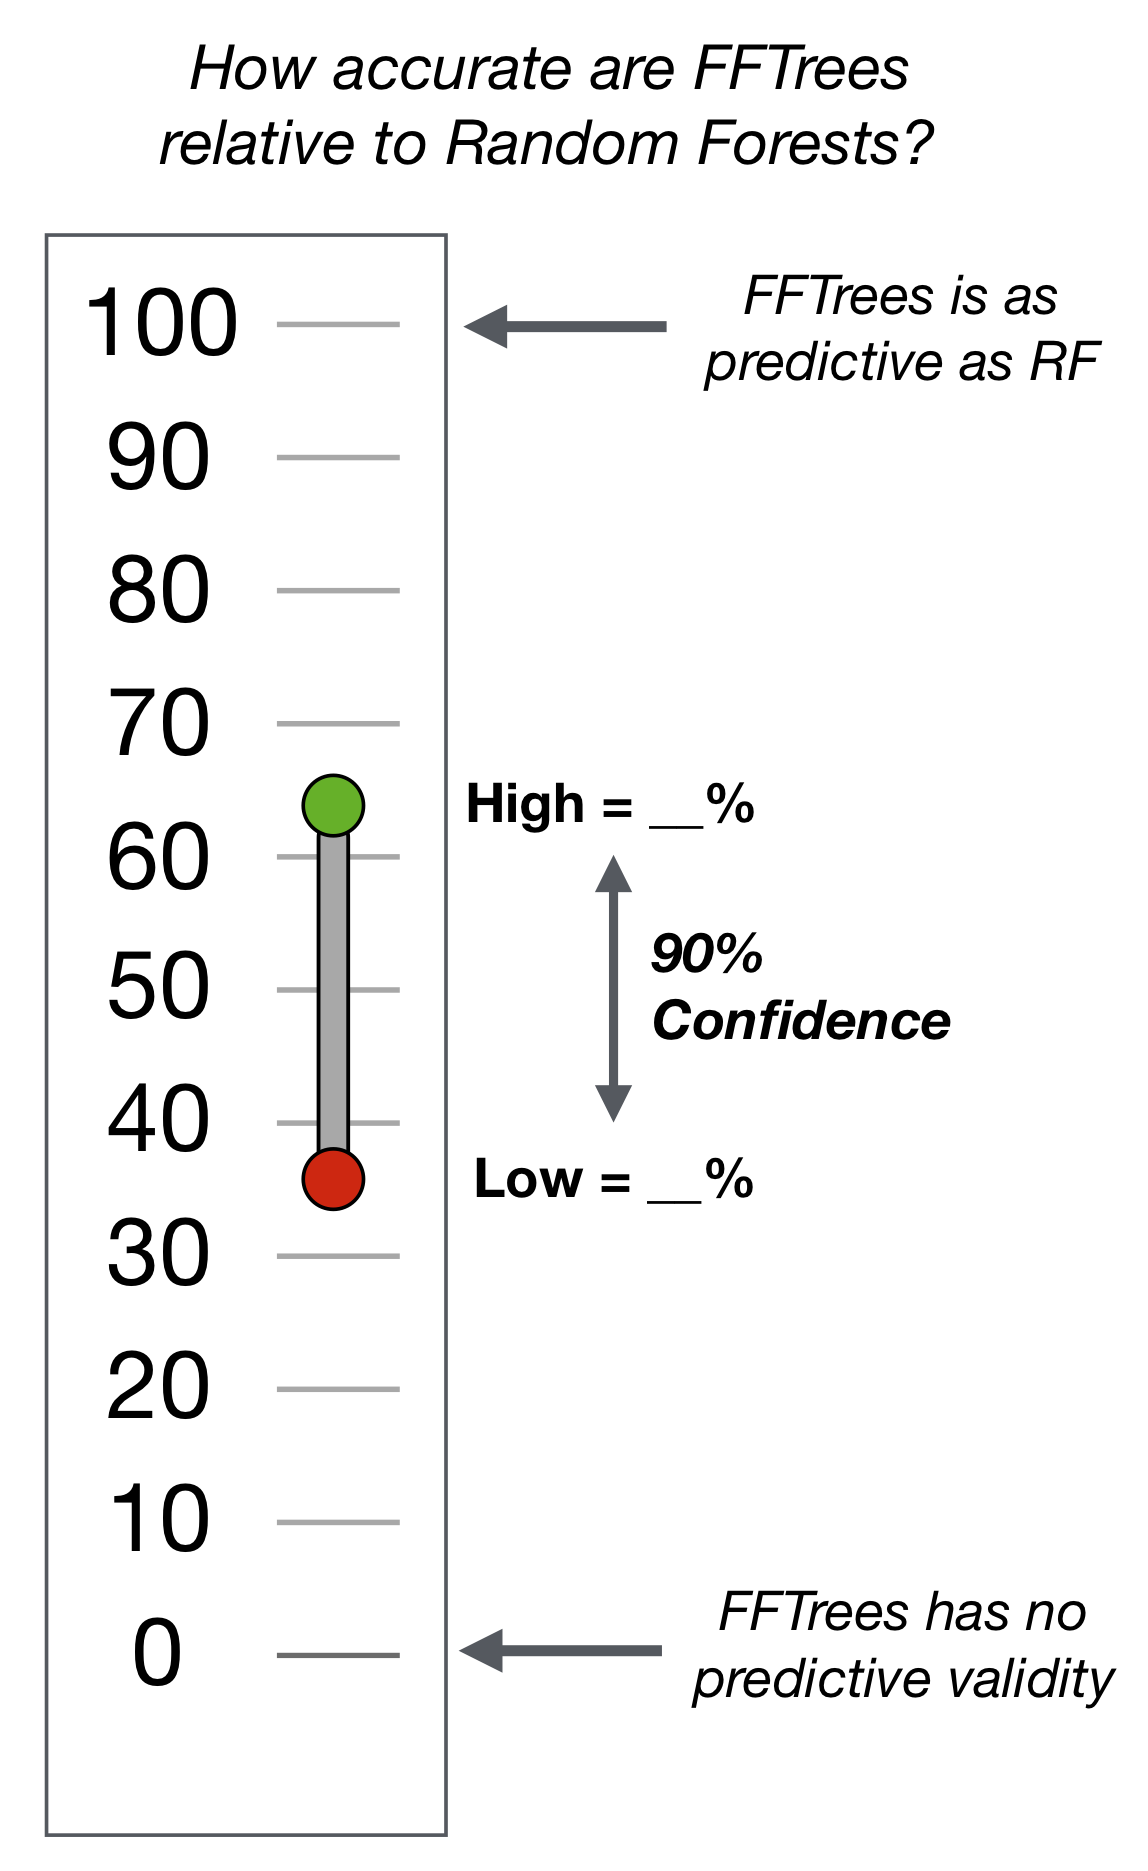 How accurate are FFTrees
relative to Random Forests?
100
FFTrees is as
predictive as RF
90
80
70
High = __%
60
90%
50
Confidence
40
Low = __%
30
20
10
FFTrees has no
0
predictive validity